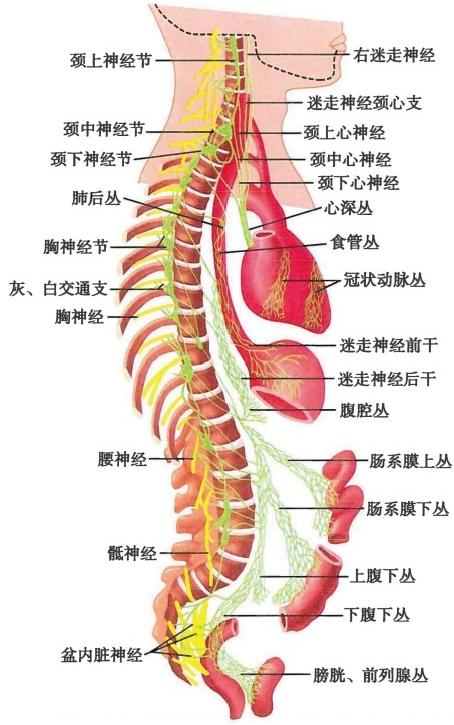 颈上神经节
右迷走神经
迷走神经颈心支
颈中神经节
颈上心神经
颈下神经节
颈中心神经
颈下心神经
肺后丛
心深丛
胸神经节
食管丛
灰、白交通支
冠状动脉丛
胸神经
迷走神经前干
迷走神经后干
腹腔丛
腰神经
肠系膜上丛
肠系膜下丛
骶神经
上腹下丛
下腹下丛
盆内脏神经
膀胱、前列腺丛